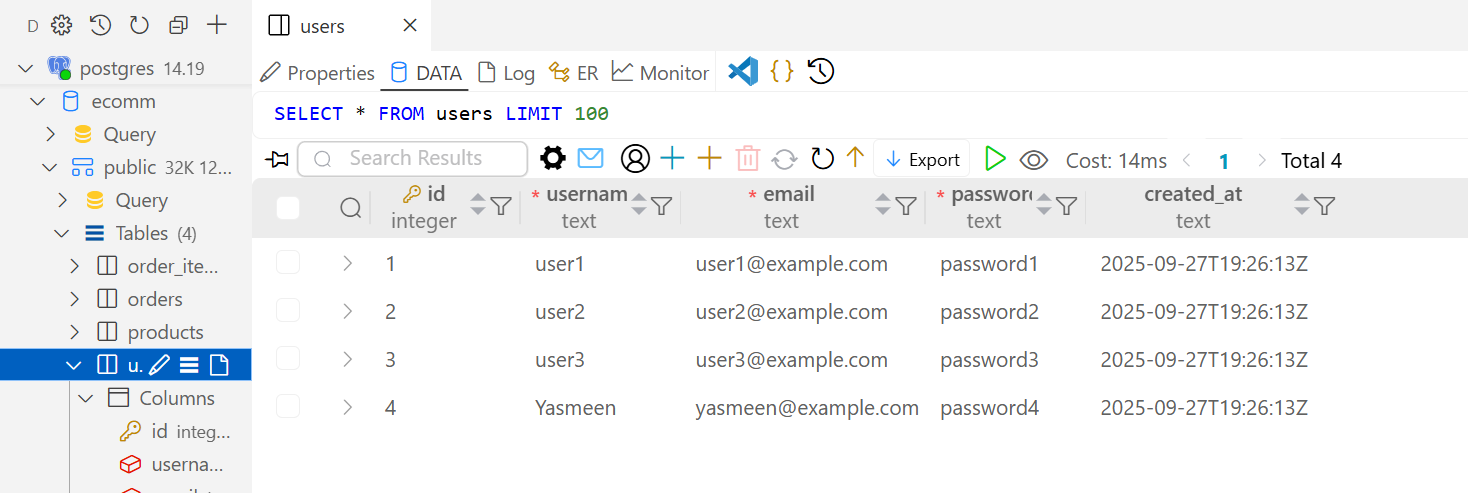 D
users
postgres 14.19
Properties DATA Log ER Monitor {}
ecomm
SELECT * FROM users LIMIT 100
Query
public 32K 12...
Search Results Export Cost: 14ms 1 Total 4
Query
id * usernam * email * passwor created_at
integer text text text text
Tables (4)
order_ite...
1 user1 user1@example.com password1 2025-09-27T19:26:13Z
orders
2 user2 user2@example.com password2 2025-09-27T19:26:13Z
products
3 user3 user3@example.com password3 2025-09-27T19:26:13Z
u.
Columns
4 Yasmeen yasmeen@example.com password4 2025-09-27T19:26:13Z
id integ...
userna...